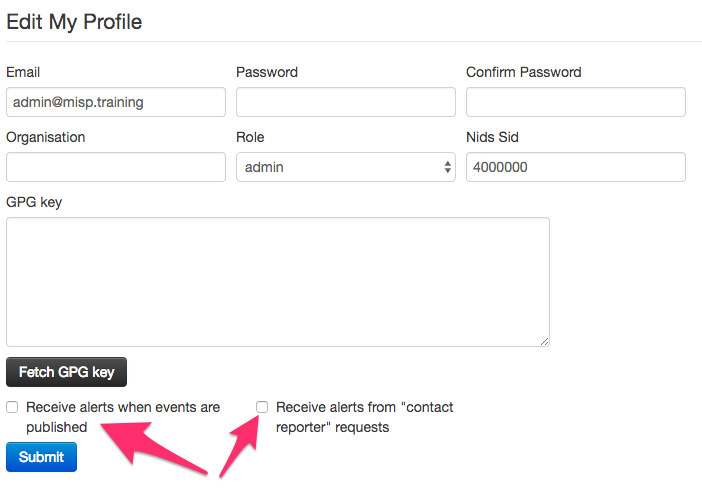 Edit My Profile
Email
Password
Confirm Password
admin@misp.training
Organisation
Role
Nids Sid
admin
4000000
GPG key
Fetch GPG key
Receive alerts when events are
published
Receive alerts from "contact
reporter" requests
Submit